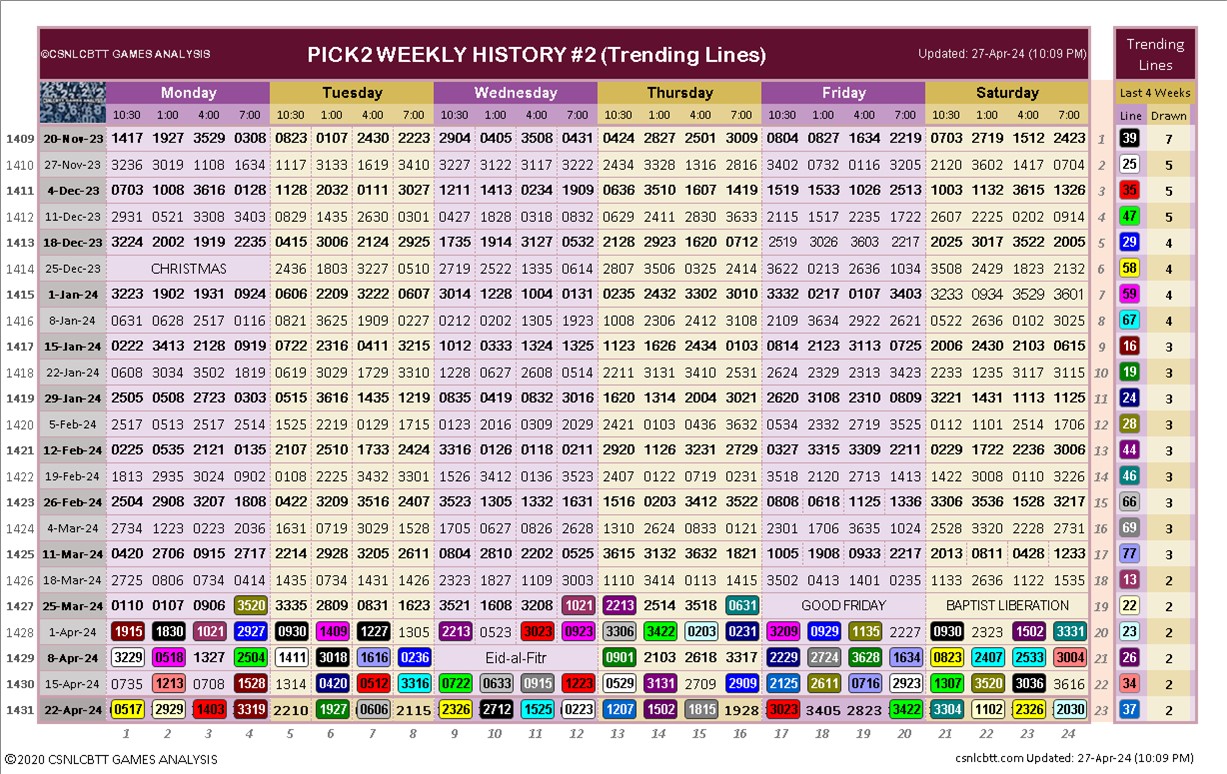 Trending
©CSNLCBTT GAMES ANALYSIS PICK2 WEEKLY HISTORY #2 (Trending Lines) Updated: 27-Apr-24 (10:09 PM)
Lines
Monday Tuesday Wednesday Thursday Friday Saturday Last 4 Weeks
10:30 1:00 4:00 7:00 10:30 1:00 4:00 7:00 10:30 1:00 4:00 7:00 10:30 1:00 4:00 7:00 10:30 1:00 4:00 7:00 10:30 1:00 4:00 7:00 Line Drawn
1409 20-Nov-23 1417 1927 3529 0308 0823 0107 2430 2223 2904 0405 3508 0431 0424 2827 2501 3009 0804 0827 1634 2219 0703 2719 1512 2423 1 39 7
1410 27-Nov-23 3236 3019 1108 1634 1117 3133 1619 3410 3227 3122 3117 3222 2434 3328 1316 2816 3402 0732 0116 3205 2120 3602 1417 0704 2 25 5
1411 4-Dec-23 0703 1008 3616 0128 1128 2032 0111 3027 1211 1413 0234 1909 0636 3510 1607 1419 1519 1533 1026 2513 1003 1132 3615 1326 3 35 5
1412 11-Dec-23 2931 0521 3308 3403 0829 1435 2630 0301 0427 1828 0318 0832 0629 2411 2830 3633 2115 1517 2235 1722 2607 2225 0202 0914 4 47 5
1413 18-Dec-23 3224 2002 1919 2235 0415 3006 2124 2925 1735 1914 3127 0532 2128 2923 1620 0712 2519 3026 3603 2217 2025 3017 3522 2005 5 29 4
1414 25-Dec-23 CHRISTMAS 2436 1803 3227 0516 2719 2522 1335 0614 2807 3506 0325 2414 3622 0213 2636 1034 3508 2429 1823 2132 6 58 4
1415 1-Jan-24 3223 1902 1931 0924 0606 2209 3222 0607 3014 1228 1004 0131 0235 2432 3302 3010 3332 0217 0107 3403 3233 0934 3529 3601 7 59 4
1416 8-Jan-24 0631 0628 2517 0116 0821 3625 1909 0227 0212 0202 1305 1923 1008 2306 2412 3108 2109 3634 2922 2621 0522 2636 0102 3025 8 67 4
1417 15-Jan-24 0222 3413 2128 0919 0722 2316 0411 3215 1012 0333 1324 1325 1123 1626 2434 0103 0814 2123 3113 0725 2006 2430 2103 0615 9 16 3
1418 22-Jan-24 0608 3034 3502 1819 0619 3029 1729 3310 1228 0627 2608 0514 2211 3131 3410 2531 2624 2329 2313 3423 2233 1235 3117 3115 10 19 3
1419 29-Jan-24 2505 0508 2723 0303 0515 3616 1435 1219 0835 0419 0832 3016 1620 1314 2004 3021 2620 3108 2310 0809 3221 1431 1113 1125 11 24 3
1420 5-Feb-24 2517 0513 2517 2514 1525 2219 0129 1713 0123 2016 0309 2029 2421 0103 0436 3632 0534 2332 2719 3525 0112 1101 2514 1706 12 28 3
1421 12-Feb-24 0225 0535 2121 0135 2107 2510 1733 2424 3316 0126 0118 0211 2920 1126 3231 2729 0327 3315 3309 2211 0229 1722 2236 3006 13 44 3
1422 19-Feb-24 1813 2935 3024 0902 0108 2225 3432 3304 1526 3412 0136 3523 2407 0122 0719 0231 3518 2120 2713 1413 1422 3008 0110 3226 14 46 3
1423 26-Feb-24 2504 2908 3207 1808 0422 3209 3516 2407 3523 1305 1332 1631 1516 0203 3412 3522 0808 0618 1125 1336 3306 3536 1528 3217 15 66 3
1424 4-Mar-24 2734 1223 0223 2036 1631 0719 3029 1528 1705 0627 0826 2628 1310 2624 0833 0121 2301 1706 3635 1024 2528 3320 2228 2731 16 69 3
1425 11-Mar-24 0420 2706 0915 2717 2214 2928 3205 2611 0804 2810 2202 0525 3615 3132 3632 1821 1005 1908 0933 2217 2013 0811 0428 1233 17 77 3
1426 18-Mar-24 2725 0806 0734 0414 1435 0734 1431 1426 2323 1827 1109 3003 1110 3414 0113 1415 3502 0413 1401 0235 1133 2636 1122 1535 18 13 2
1427 25-Mar-24 0110 0107 0906 3520 3335 2809 0831 1623 3521 1608 3208 1021 2213 2514 3518 0631 GOOD FRIDAY BAPTIST LIBERATION 19 22 2
1428 1-Apr-24 1915 1830 1021 2927 0930 1409 1227 1305 2213 0523 3023 0923 3306 3422 0203 0231 3209 0929 1135 2227 0930 2323 1502 3331 20 23 2
1429 8-Apr-24 3229 0518 1327 2504 1411 3018 1616 0236 Eid-al-Fitr 0901 2103 2618 3317 2229 2724 3628 1634 0823 2407 2533 3004 21 26 2
1430 15-Apr-24 0735 1213 0708 1528 1314 0420 0512 3316 0722 0633 0915 1223 0529 3131 2709 2909 2125 2611 0716 2923 1307 3520 3036 3616 22 34 2
1431 22-Apr-24 0517 2929 1403 3319 2210 1927 0606 2115 2326 2712 1525 0223 1207 1502 1815 1928 3023 3405 2823 3422 3304 1102 2326 2030 23 37 2
1 2 3 4 5 6 7 8 9 10 11 12 13 14 15 16 17 18 19 20 21 22 23 24
©2020 CSNLCBTT GAMES ANALYSIS csnlcbtt.com Updated: 27-Apr-24 (10:09 PM)